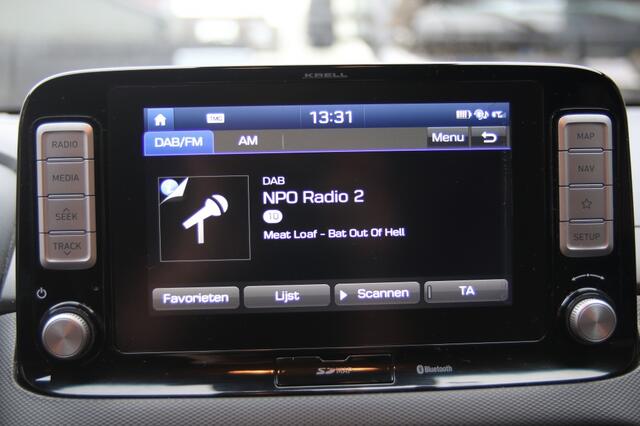 KRELL
TMC 13:31
DAB/FM AM Menu
DAB
NPO Radio 2
10
Meat Loaf - Bat Out Of Hell
Favorieten Lijst Scannen TA
RADIO
MEDIA
SEEK
TRACK
MAP
NAV
SETUP
Bluetooth